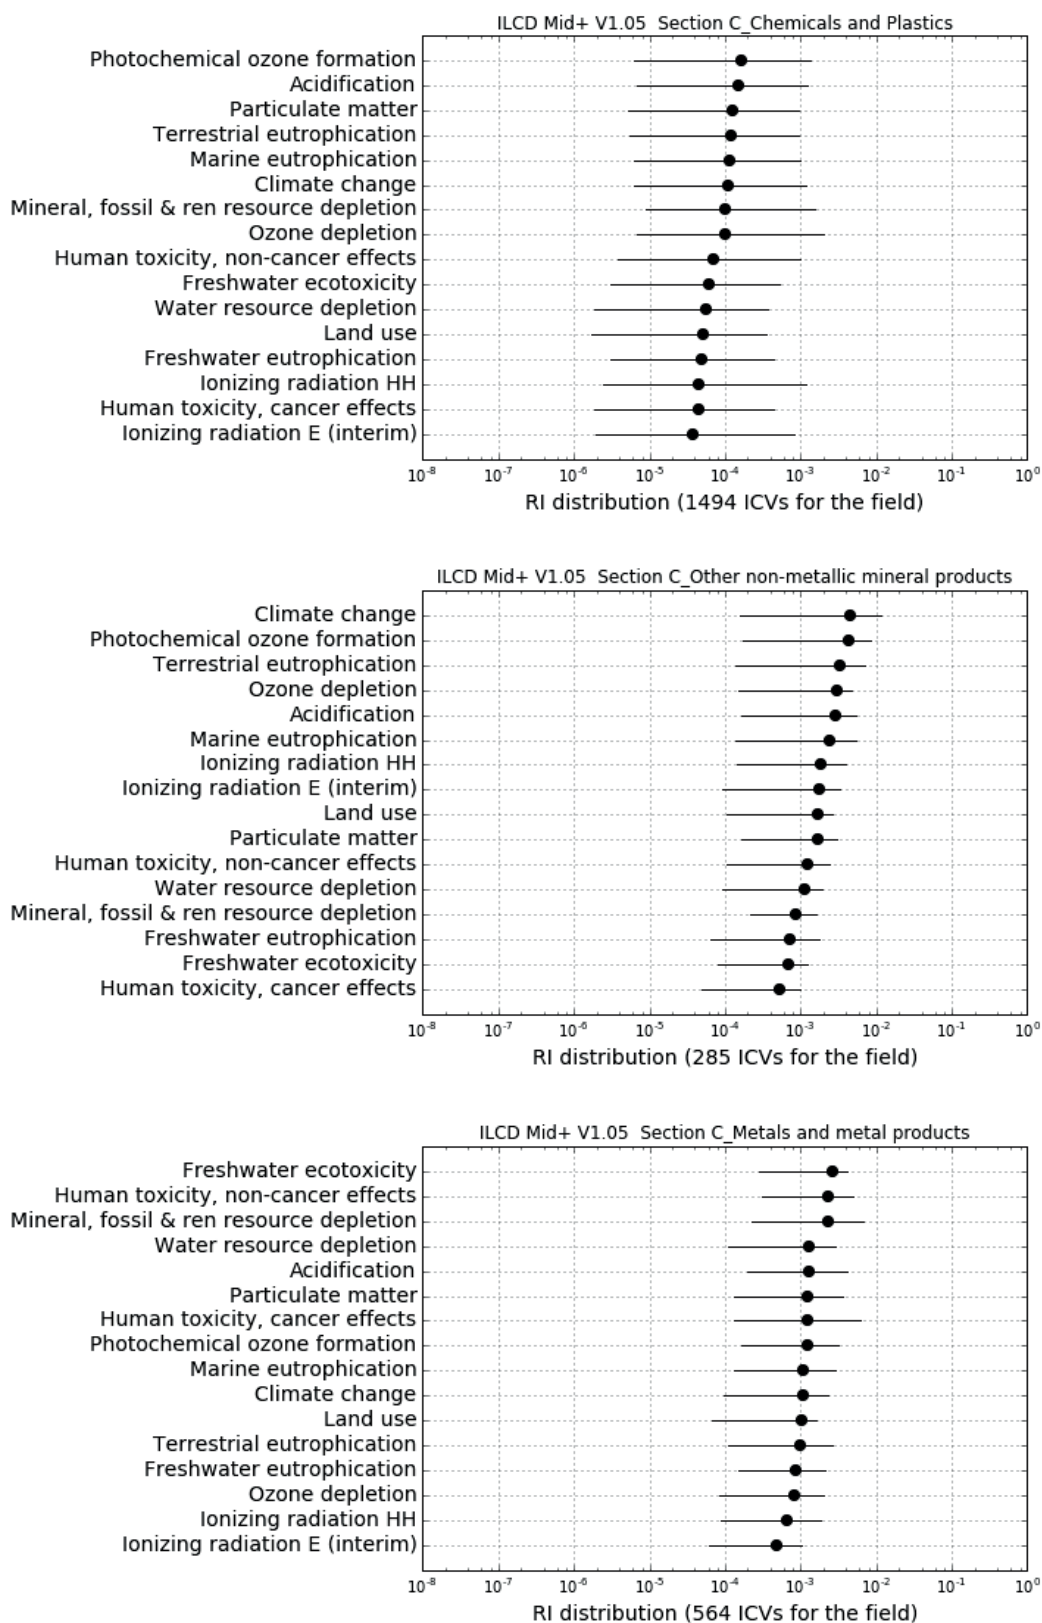 ILCD Mid+ V1.05  Section C_Chemicals and Plastics
Photochemical ozone formation
Acidification
Particulate matter
Terrestrial eutrophication
Marine eutrophication
Climate change
Mineral, fossil & ren resource depletion
Ozone depletion
Human toxicity, non-cancer effects
Freshwater ecotoxicity
Water resource depletion
Land use
Freshwater eutrophication
Ionizing radiation HH
Human toxicity, cancer effects
Ionizing radiation E (interim)
10⁻⁸ 10⁻⁷ 10⁻⁶ 10⁻⁵ 10⁻⁴ 10⁻³ 10⁻² 10⁻¹ 10⁰
RI distribution (1494 ICVs for the field)
ILCD Mid+ V1.05  Section C_Other non-metallic mineral products
Climate change
Photochemical ozone formation
Terrestrial eutrophication
Ozone depletion
Acidification
Marine eutrophication
Ionizing radiation HH
Ionizing radiation E (interim)
Land use
Particulate matter
Human toxicity, non-cancer effects
Water resource depletion
Mineral, fossil & ren resource depletion
Freshwater eutrophication
Freshwater ecotoxicity
Human toxicity, cancer effects
10⁻⁸ 10⁻⁷ 10⁻⁶ 10⁻⁵ 10⁻⁴ 10⁻³ 10⁻² 10⁻¹ 10⁰
RI distribution (285 ICVs for the field)
ILCD Mid+ V1.05  Section C_Metals and metal products
Freshwater ecotoxicity
Human toxicity, non-cancer effects
Mineral, fossil & ren resource depletion
Water resource depletion
Acidification
Particulate matter
Human toxicity, cancer effects
Photochemical ozone formation
Marine eutrophication
Climate change
Land use
Terrestrial eutrophication
Freshwater eutrophication
Ozone depletion
Ionizing radiation HH
Ionizing radiation E (interim)
10⁻⁸ 10⁻⁷ 10⁻⁶ 10⁻⁵ 10⁻⁴ 10⁻³ 10⁻² 10⁻¹ 10⁰
RI distribution (564 ICVs for the field)